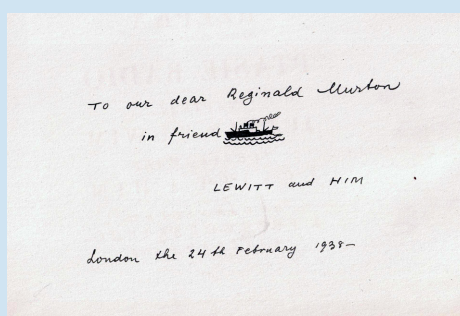 To our dear Reginald Murton
in friend
LEWITT and HIM
London the 24th February 1938—